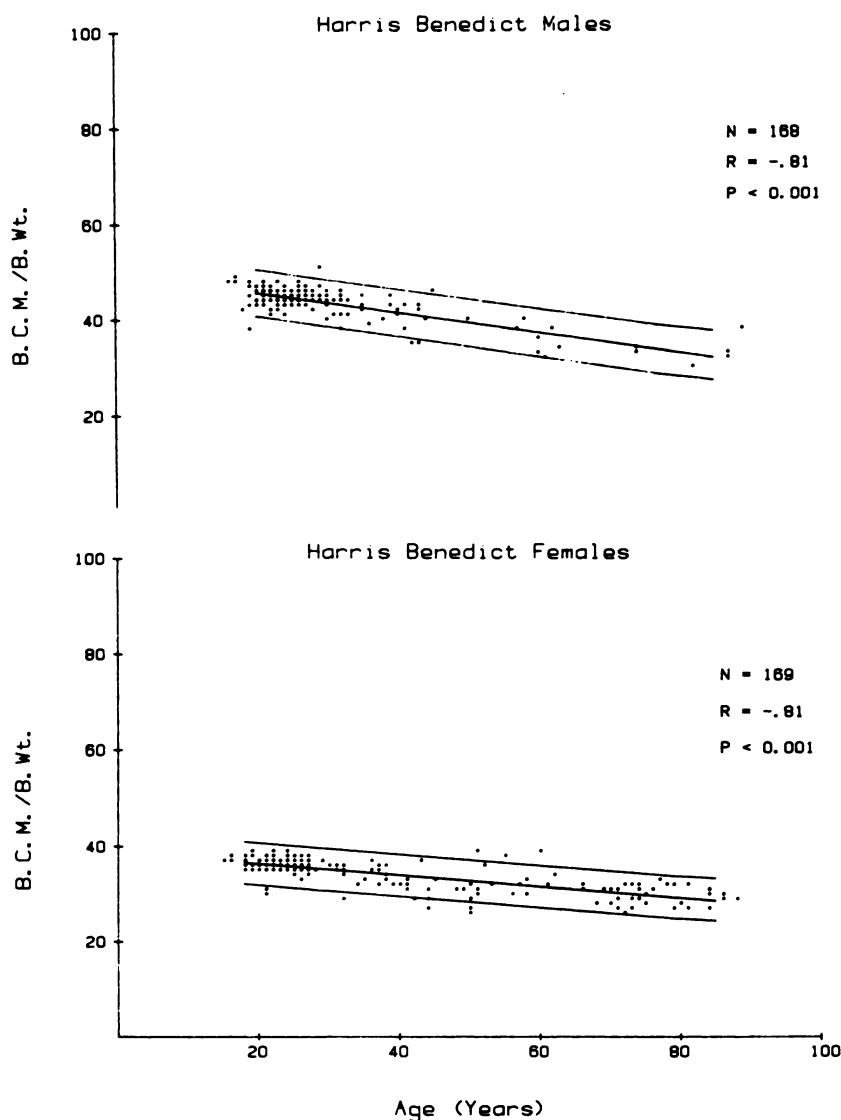 Harris Benedict Males
100
80
60
40
20
B. C. M. /B. Wt.
N = 168
R = -.81
P < 0.001
Harris Benedict Females
100
80
60
40
20
B. C. M. /B. Wt.
N = 169
R = -.81
P < 0.001
20 40 60 80 100
Age (Years)